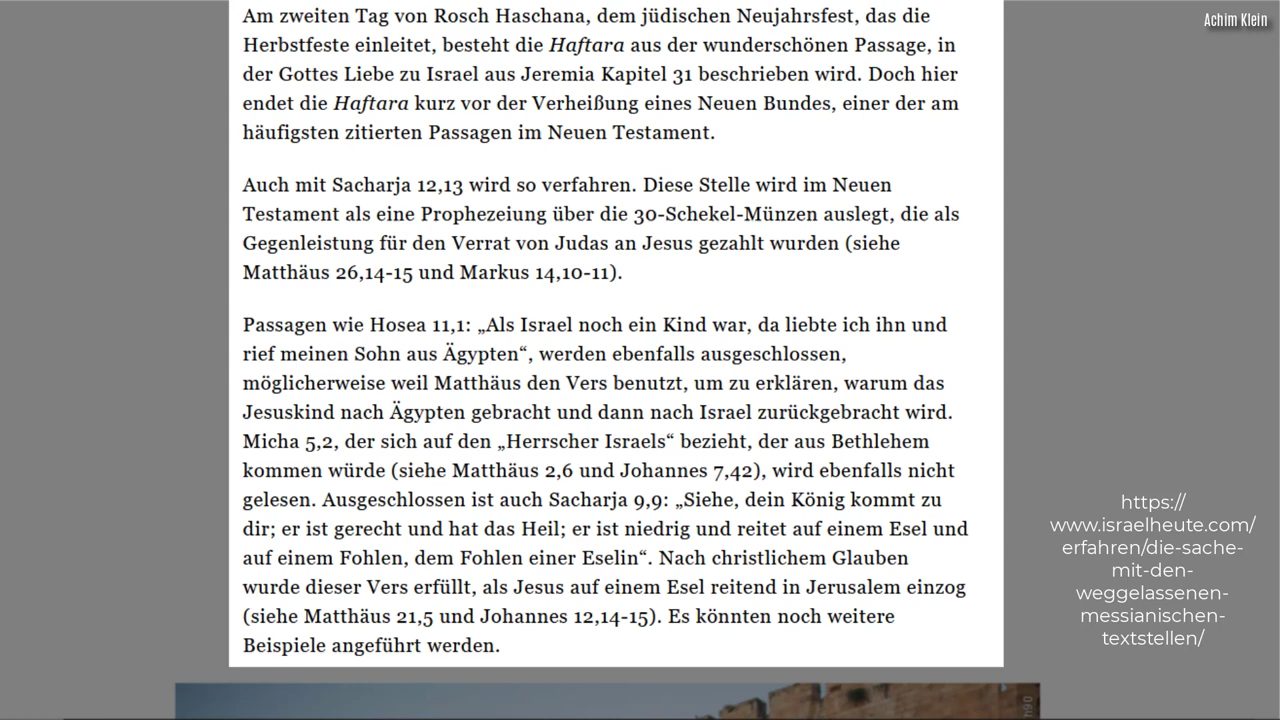 Achim Klein
Am zweiten Tag von Rosch Haschana, dem jüdischen Neujahrsfest, das die
Herbstfeste einleitet, besteht die Haftara aus der wunderschönen Passage, in
der Gottes Liebe zu Israel aus Jeremia Kapitel 31 beschrieben wird. Doch hier
endet die Haftara kurz vor der Verheißung eines Neuen Bundes, einer der am
häufigsten zitierten Passagen im Neuen Testament.
Auch mit Sacharja 12,13 wird so verfahren. Diese Stelle wird im Neuen
Testament als eine Prophezeiung über die 30-Schekel-Münzen auslegt, die als
Gegenleistung für den Verrat von Judas an Jesus gezahlt wurden (siehe
Matthäus 26,14-15 und Markus 14,10-11).
Passagen wie Hosea 11,1: „Als Israel noch ein Kind war, da liebte ich ihn und
rief meinen Sohn aus Ägypten“, werden ebenfalls ausgeschlossen,
möglicherweise weil Matthäus den Vers benutzt, um zu erklären, warum das
Jesuskind nach Ägypten gebracht und dann nach Israel zurückgebracht wird.
Micha 5,2, der sich auf den „Herrscher Israels“ bezieht, der aus Bethlehem
kommen würde (siehe Matthäus 2,6 und Johannes 7,42), wird ebenfalls nicht
gelesen. Ausgeschlossen ist auch Sacharja 9,9: „Siehe, dein König kommt zu
dir; er ist gerecht und hat das Heil; er ist niedrig und reitet auf einem Esel und
auf einem Fohlen, dem Fohlen einer Eselin“. Nach christlichem Glauben
wurde dieser Vers erfüllt, als Jesus auf einem Esel reitend in Jerusalem einzog
(siehe Matthäus 21,5 und Johannes 12,14-15). Es könnten noch weitere
Beispiele angeführt werden.
https://
www.israelheute.com/
erfahren/die-sache-
mit-den-
weggelassenen-
messianischen-
textstellen/